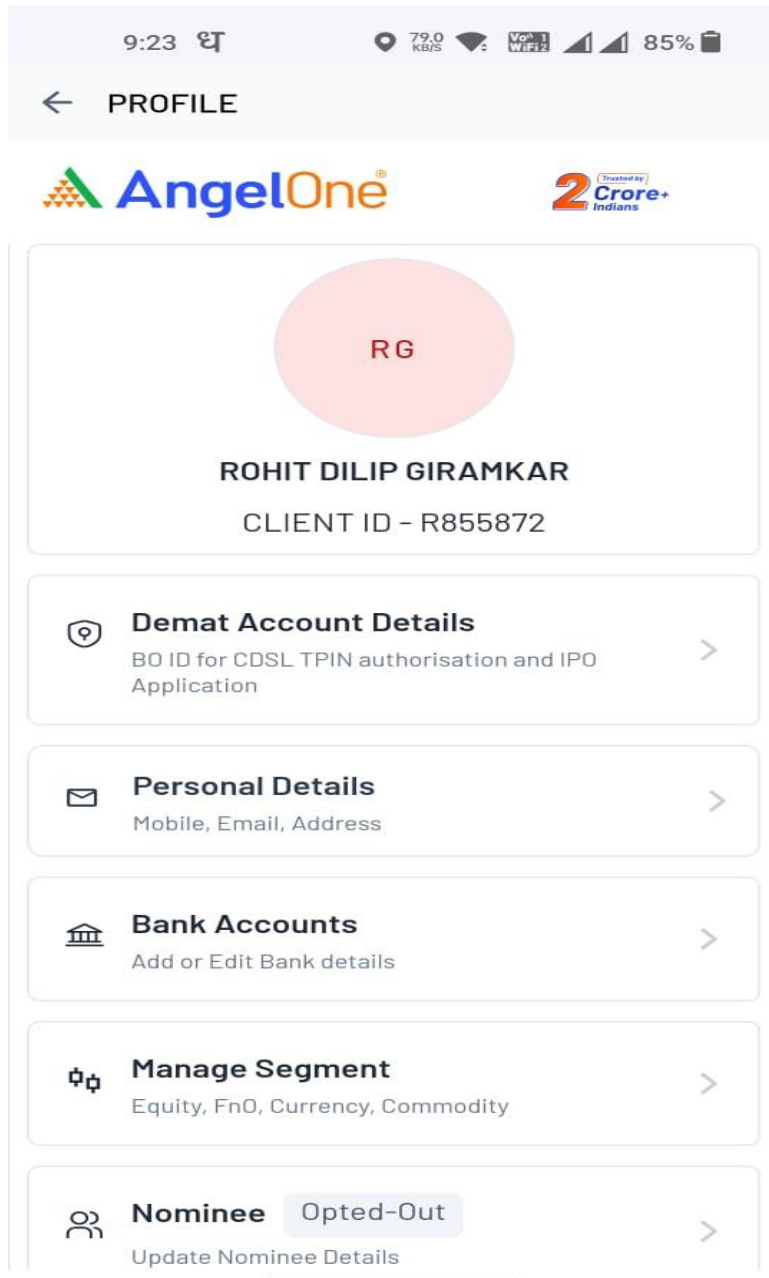 9:23 ध 79.0 KB/S Vo 1 WiFi 2 85%
PROFILE
AngelOne®
2 Trusted by Crore+ Indians
RG
ROHIT DILIP GIRAMKAR
CLIENT ID - R855872
Demat Account Details
BO ID for CDSL TPIN authorisation and IPO
Application
Personal Details
Mobile, Email, Address
Bank Accounts
Add or Edit Bank details
Manage Segment
Equity, FnO, Currency, Commodity
Nominee Opted-Out
Update Nominee Details